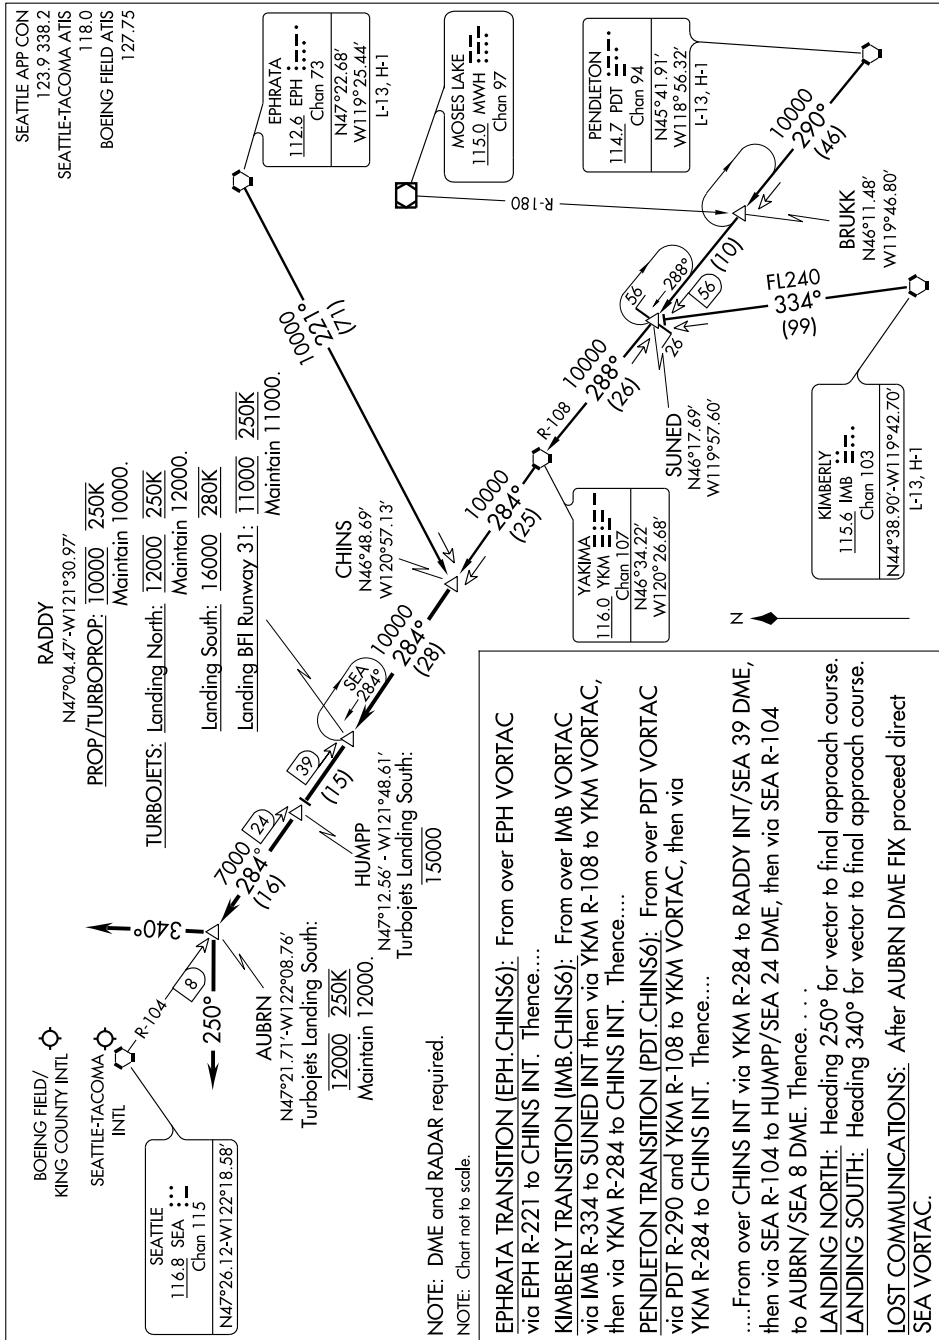 SEATTLE APP CON
123.9 338.2
SEATTLE-TACOMA ATIS
118.0
BOEING FIELD ATIS
127.75
BOEING FIELD/
KING COUNTY INTL
SEATTLE-TACOMA
INTL
SEATTLE
116.8 SEA
Chan 115
N47°26.12-W122°18.58'
R-104
8
340°
250°
AUBRN
N47°21.71'-W122°08.76'
Turbojets Landing South:
12000 250K
Maintain 12000.
7000
284°
(16)
24
HUMPP
N47°12.56' - W121°48.61'
Turbojets Landing South:
15000
(15)
39
RADDY
N47°04.47'-W121°30.97'
PROP/TURBOPROP: 10000 250K
Maintain 10000.
TURBOJETS: Landing North: 12000 250K
Maintain 12000.
Landing South: 16000 280K
Landing BFI Runway 31: 11000 250K
Maintain 11000.
SEA
284°
10000
284°
(28)
CHINS
N46°48.69'
W120°57.13'
10000
221°
(71)
EPHRATA
112.6 EPH
Chan 73
N47°22.68'
W119°25.44'
L-13, H-1
MOSES LAKE
115.0 MWH
Chan 97
R-180
10000
284°
(25)
YAKIMA
116.0 YKM
Chan 107
N46°34.22'
W120°26.68'
R-108
10000
288°
(26)
SUNED
N46°17.69'
W119°57.60'
56
288°
56
26
(10)
BRUKK
N46°11.48'
W119°46.80'
10000
290°
(46)
PENDLETON
114.7 PDT
Chan 94
N45°41.91'
W118°56.32'
L-13, H-1
FL240
334°
(99)
KIMBERLY
115.6 IMB
Chan 103
N44°38.90'-W119°42.70'
L-13, H-1
N
NOTE: DME and RADAR required.
NOTE: Chart not to scale.
EPHRATA TRANSITION (EPH.CHINS6): From over EPH VORTAC
via EPH R-221 to CHINS INT. Thence....
KIMBERLY TRANSITION (IMB.CHINS6): From over IMB VORTAC
via IMB R-334 to SUNED INT then via YKM R-108 to YKM VORTAC,
then via YKM R-284 to CHINS INT. Thence....
PENDLETON TRANSITION (PDT.CHINS6): From over PDT VORTAC
via PDT R-290 and YKM R-108 to YKM VORTAC, then via
YKM R-284 to CHINS INT. Thence....
....From over CHINS INT via YKM R-284 to RADDY INT/SEA 39 DME,
then via SEA R-104 to HUMPP/SEA 24 DME, then via SEA R-104
to AUBRN/SEA 8 DME. Thence. . . .
LANDING NORTH: Heading 250° for vector to final approach course.
LANDING SOUTH: Heading 340° for vector to final approach course.
LOST COMMUNICATIONS: After AUBRN DME FIX proceed direct
SEA VORTAC.